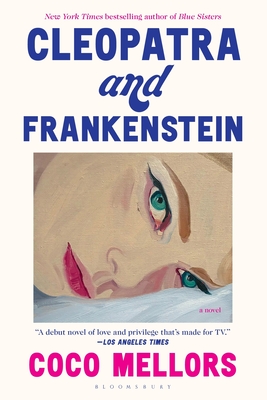 New York Times bestselling author of Blue Sisters
CLEOPATRA
and
FRANKENSTEIN
a novel
“A debut novel of love and privilege that’s made for TV.”
—LOS ANGELES TIMES
COCO MELLORS
BLOOMSBURY